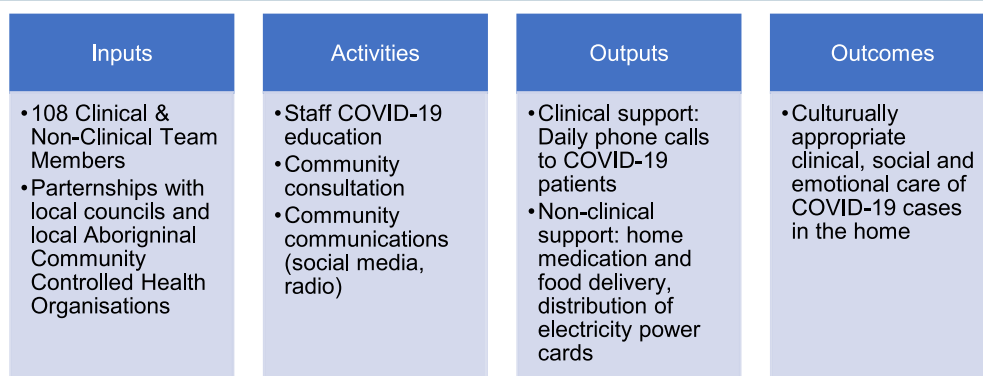 Inputs
•108 Clinical &
Non-Clinical Team
Members
•Parternships with
local councils and
local Aborigninal
Community
Controlled Health
Organisations
Activities
•Staff COVID-19
education
•Community
consultation
•Community
communications
(social media,
radio)
Outputs
•Clinical support:
Daily phone calls
to COVID-19
patients
•Non-clinical
support: home
medication and
food delivery,
distribution of
electricity power
cards
Outcomes
•Cultururally
appropriate
clinical, social and
emotional care of
COVID-19 cases
in the home